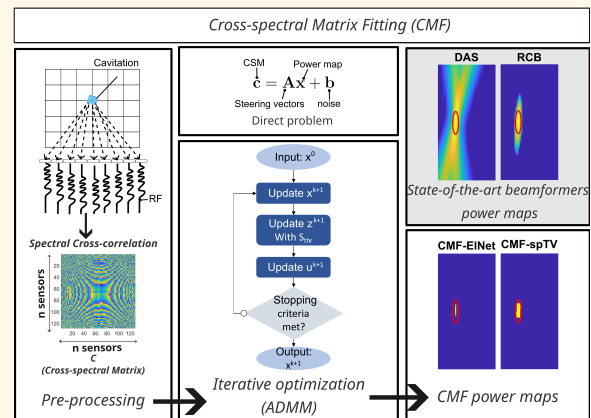 Cross-spectral Matrix Fitting (CMF)
Cavitation
RF
Spectral Cross-correlation
n sensors
20
40
60
80
100
120
20 40 60 80 100 120
n sensors
C
(Cross-spectral Matrix)
Pre-processing
CSM
Power map
c̄ = Ax + b
Steering vectors
noise
Direct problem
Input: x⁰
Update xᵏ⁺¹
Update zᵏ⁺¹
With Sₜₕᵣ
Update uᵏ⁺¹
Stopping
criteria
met?
Output:
xᵏ⁺¹
Iterative optimization
(ADMM)
DAS
RCB
State-of-the-art beamformers
power maps
CMF-ElNet
CMF-spTV
CMF power maps